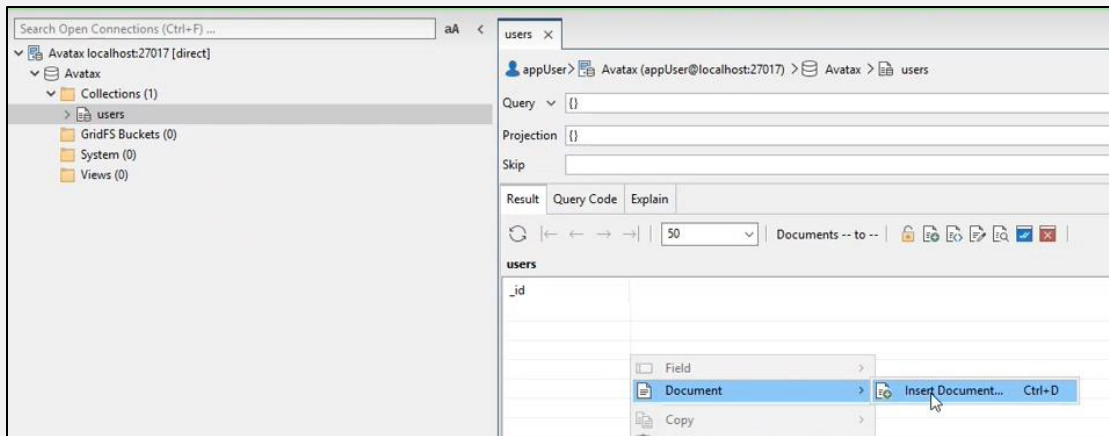 Search Open Connections (Ctrl+F) ...
aA
Avatax localhost:27017 [direct]
Avatax
Collections (1)
users
GridFS Buckets (0)
System (0)
Views (0)
users
appUser> Avatax (appUser@localhost:27017) > Avatax > users
Query {}
Projection {}
Skip
Result Query Code Explain
50 Documents -- to --
users
_id
Field
Document Insert Document... Ctrl+D
Copy